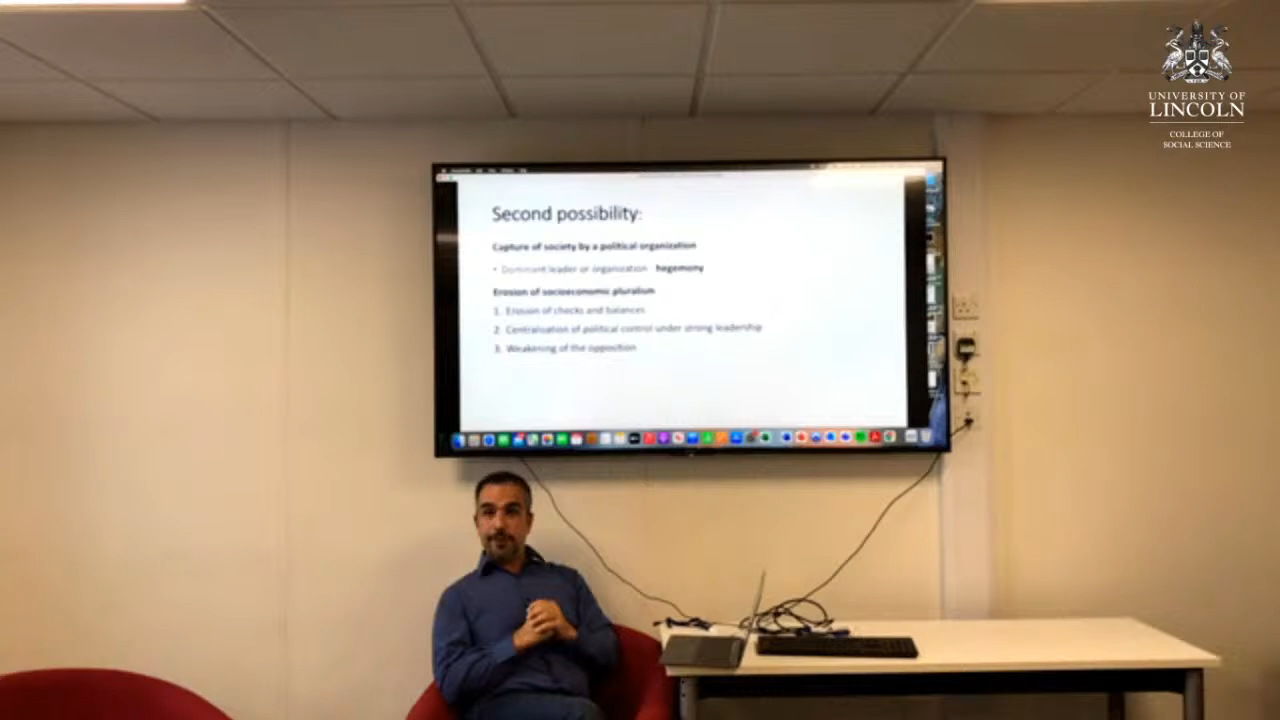 UNIVERSITY OF
LINCOLN
COLLEGE OF
SOCIAL SCIENCE
Second possibility:
Capture of society by a political organization
• Dominant leader or organization hegemony
Erosion of socioeconomic pluralism
1. Erosion of checks and balances
2. Centralisation of political control under strong leadership
3. Weakening of the opposition